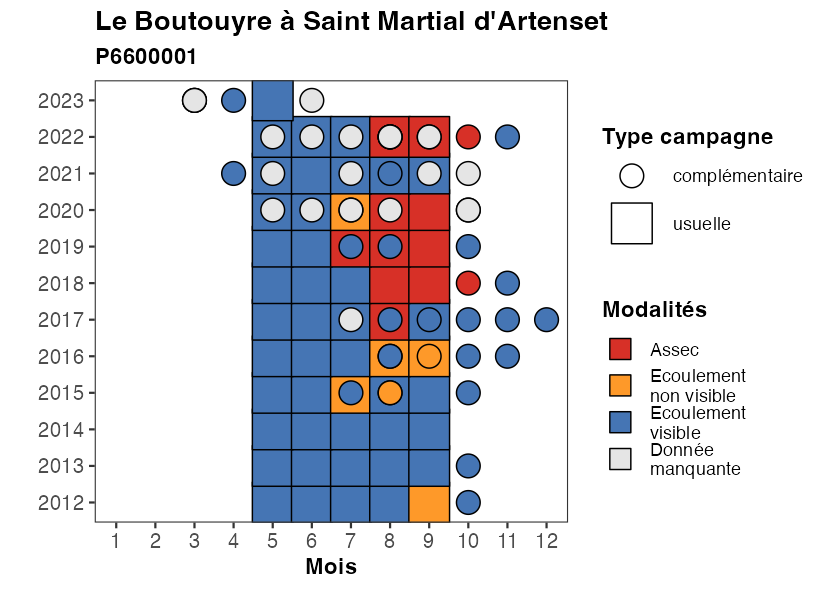 Le Boutouyre à Saint Martial d'Artenset
P6600001
2023
2022
2021
2020
2019
2018
2017
2016
2015
2014
2013
2012
1 2 3 4 5 6 7 8 9 10 11 12
Mois
Type campagne
complémentaire
usuelle
Modalités
Assec
Ecoulement
non visible
Ecoulement
visible
Donnée
manquante